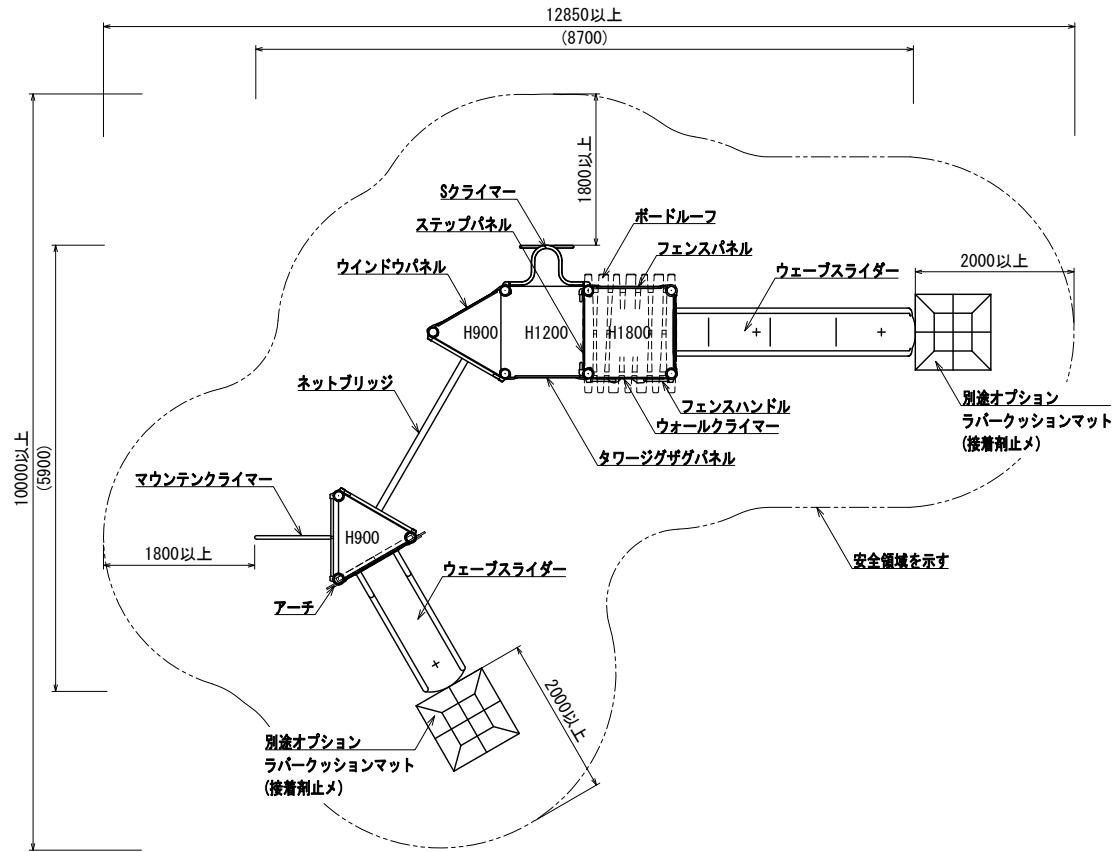 12850以上
(8700)
1800以上
Sクライマー
ステップパネル
ボードルーフ
フェンスパネル
ウインドウパネル
ウェーブスライダー
2000以上
H900
H1200
H1800
ネットブリッジ
フェンスハンドル
ウォールクライマー
タワージグザグパネル
別途オプション
ラバークッションマット
(接着剤止メ)
10000以上
(5900)
マウンテンクライマー
H900
1800以上
アーチ
ウェーブスライダー
安全領域を示す
2000以上
別途オプション
ラバークッションマット
(接着剤止メ)